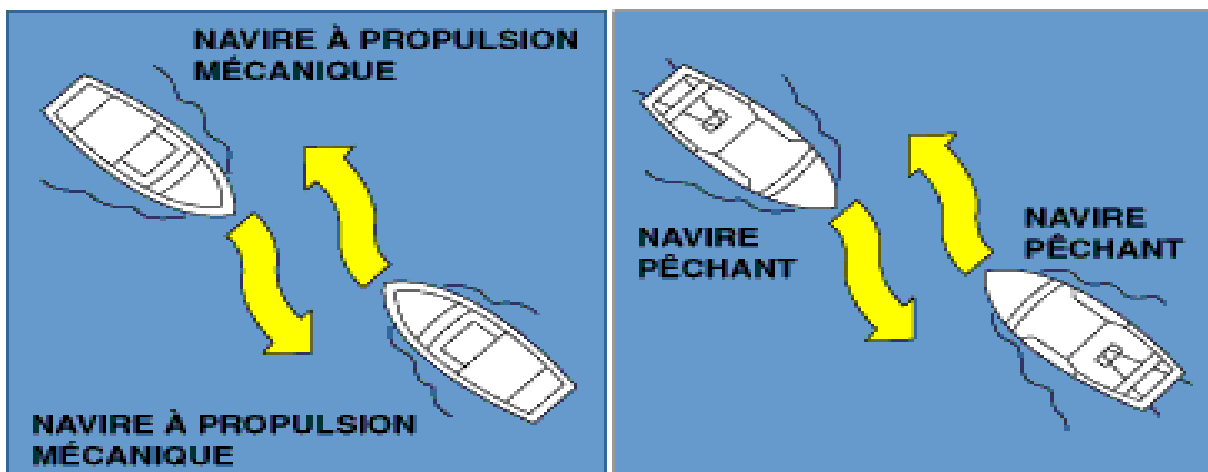 NAVIRE À PROPULSION
MÉCANIQUE
NAVIRE À PROPULSION
MÉCANIQUE
NAVIRE
PÊCHANT
NAVIRE
PÊCHANT